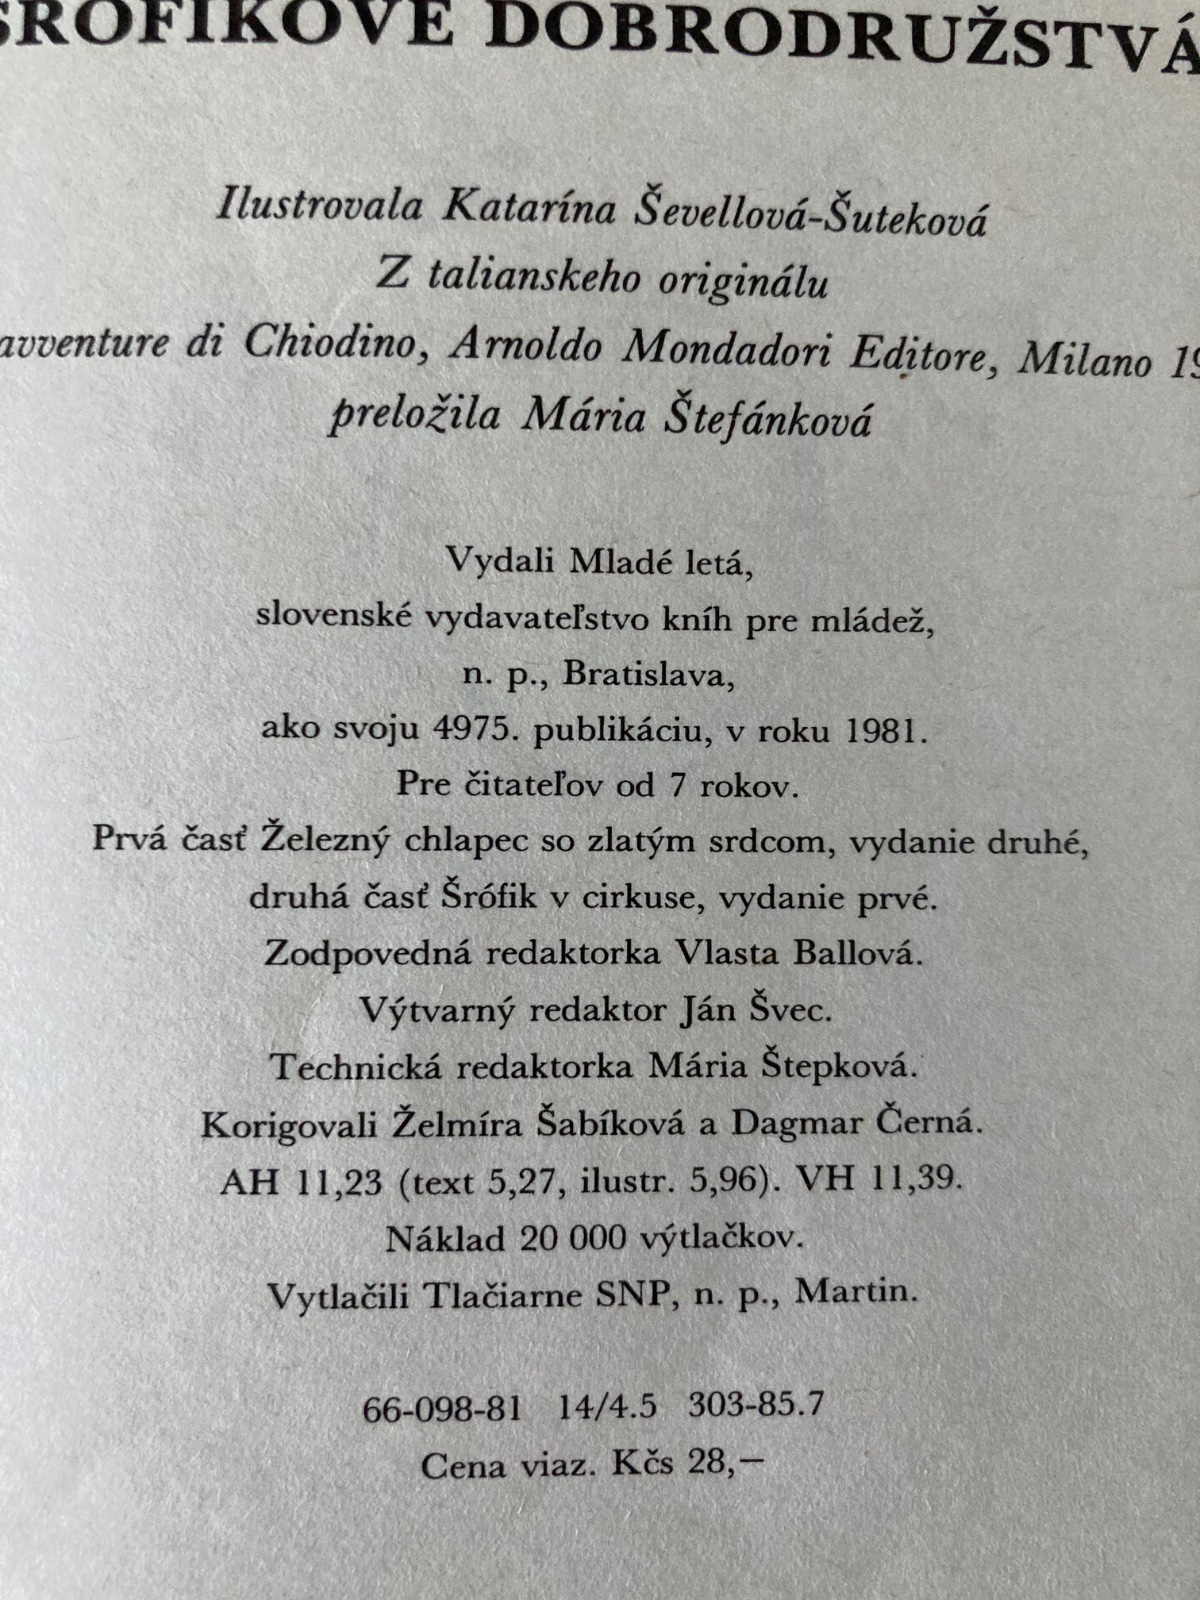 ŠRÓFIKOVE DOBRODRUŽSTVÁ
Ilustrovala Katarína Ševellová-Šuteková
Z talianskeho originálu
avventure di Chiodino, Arnoldo Mondadori Editore, Milano 19
preložila Mária Štefánková
Vydali Mladé letá,
slovenské vydavateľstvo kníh pre mládež,
n. p., Bratislava,
ako svoju 4975. publikáciu, v roku 1981.
Pre čitateľov od 7 rokov.
Prvá časť Železný chlapec so zlatým srdcom, vydanie druhé,
druhá časť Šrófik v cirkuse, vydanie prvé.
Zodpovedná redaktorka Vlasta Ballová.
Výtvarný redaktor Ján Švec.
Technická redaktorka Mária Štepková.
Korigovali Želmíra Šabíková a Dagmar Černá.
AH 11,23 (text 5,27, ilustr. 5,96). VH 11,39.
Náklad 20 000 výtlačkov.
Vytlačili Tlačiarne SNP, n. p., Martin.
66-098-81 14/4.5 303-85.7
Cena viaz. Kčs 28,—